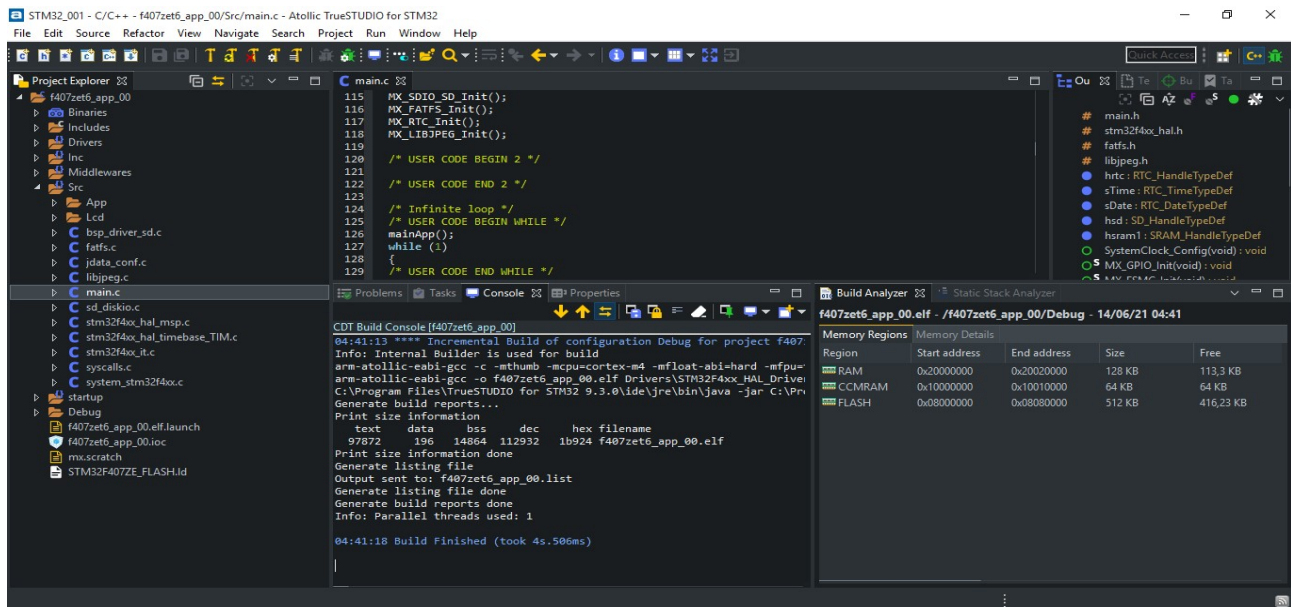 STM32_001 - C/C++ - f407zet6_app_00/Src/main.c - Atollic TrueSTUDIO for STM32
File Edit Source Refactor View Navigate Search Project Run Window Help
Quick Access
Project Explorer
f407zet6_app_00
Binaries
Includes
Drivers
Inc
Middlewares
Src
App
Lcd
bsp_driver_sd.c
fatfs.c
jdata_conf.c
libjpeg.c
main.c
sd_diskio.c
stm32f4xx_hal_msp.c
stm32f4xx_hal_timebase_TIM.c
stm32f4xx_it.c
syscalls.c
system_stm32f4xx.c
startup
Debug
f407zet6_app_00.elf.launch
f407zet6_app_00.ioc
mx.scratch
STM32F407ZE_FLASH.ld
main.c
115 MX_SDIO_SD_Init();
116 MX_FATFS_Init();
117 MX_RTC_Init();
118 MX_LIBJPEG_Init();
119
120 /* USER CODE BEGIN 2 */
121
122 /* USER CODE END 2 */
123
124 /* Infinite loop */
125 /* USER CODE BEGIN WHILE */
126 mainApp();
127 while (1)
128 {
129 /* USER CODE END WHILE */
Ou Te Bu Ta
main.h
stm32f4xx_hal.h
fatfs.h
libjpeg.h
hrtc : RTC_HandleTypeDef
sTime : RTC_TimeTypeDef
sDate : RTC_DateTypeDef
hsd : SD_HandleTypeDef
hsram1 : SRAM_HandleTypeDef
SystemClock_Config(void) : void
MX_GPIO_Init(void) : void
Problems Tasks Console Properties
CDT Build Console [f407zet6_app_00]
04:41:13 **** Incremental Build of configuration Debug for project f407:
Info: Internal Builder is used for build
arm-atollic-eabi-gcc -c -mthumb -mcpu=cortex-m4 -mfloat-abi=hard -mfpu=
arm-atollic-eabi-gcc -o f407zet6_app_00.elf Drivers\STM32F4xx_HAL_Drive
C:\Program Files\TrueSTUDIO for STM32 9.3.0\ide\jre\bin\java -jar C:\Pr
Generate build reports...
Print size information
text data bss dec hex filename
97872 196 14864 112932 1b924 f407zet6_app_00.elf
Print size information done
Generate listing file
Output sent to: f407zet6_app_00.list
Generate listing file done
Generate build reports done
Info: Parallel threads used: 1
04:41:18 Build Finished (took 4s.506ms)
Build Analyzer Static Stack Analyzer
f407zet6_app_00.elf - /f407zet6_app_00/Debug - 14/06/21 04:41
Memory Regions Memory Details
Region Start address End address Size Free
RAM 0x20000000 0x20020000 128 KB 113,3 KB
CCMRAM 0x10000000 0x10010000 64 KB 64 KB
FLASH 0x08000000 0x08080000 512 KB 416,23 KB